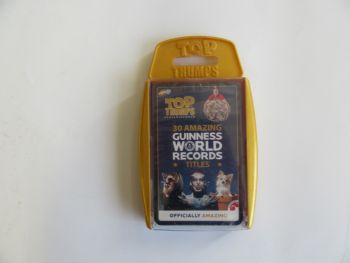 TOP
TRUMPS
TOP
TRUMPS
30 AMAZING
GUINNESS
WORLD
RECORDS
TITLES
OFFICIALLY AMAZING